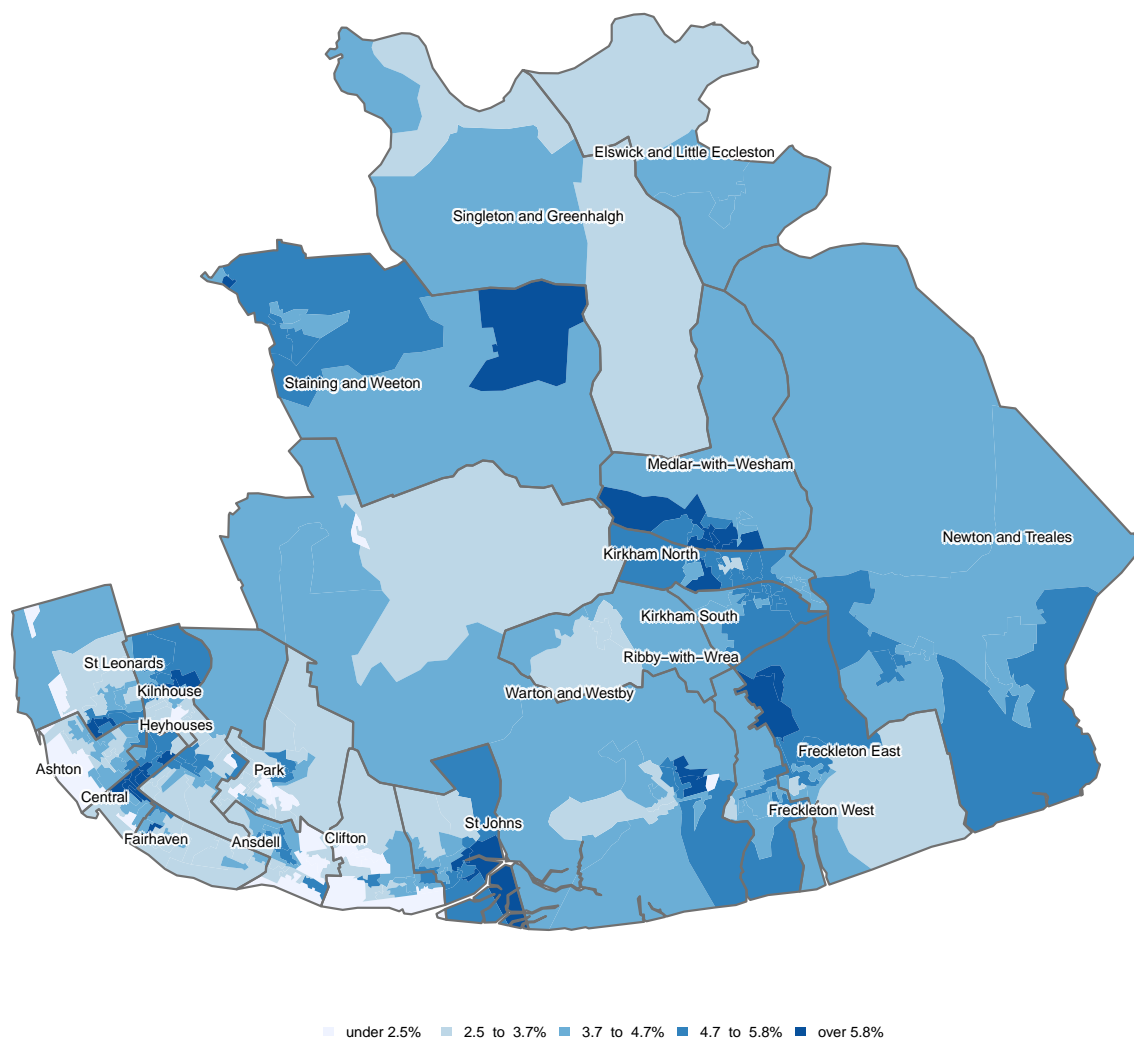 Elswick and Little Eccleston
Singleton and Greenhalgh
Staining and Weeton
Medlar−with−Wesham
Newton and Treales
Kirkham North
Kirkham South
Ribby−with−Wrea
St Leonards
Kilnhouse
Warton and Westby
Heyhouses
Freckleton East
Ashton
Park
Central
Freckleton West
St Johns
Fairhaven
Ansdell
Clifton
under 2.5% 2.5 to 3.7% 3.7 to 4.7% 4.7 to 5.8% over 5.8%